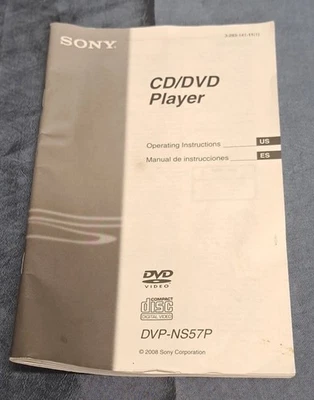 SONY
CD/DVD
Player
Operating Instructions US
Manual de instrucciones ES
DVD
VIDEO
COMPACT
disc
DIGITAL VIDEO
DVP-NS57P
© 2008 Sony Corporation